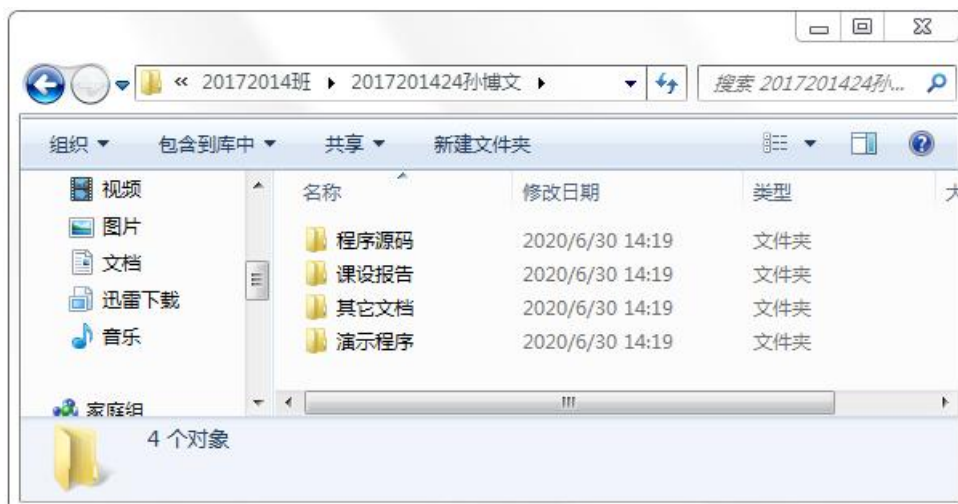 « 20172014班 ▸ 2017201424孙博文 ▸
搜索 2017201424孙...
组织 包含到库中 共享 新建文件夹
视频
图片
文档
迅雷下载
音乐
家庭组
名称 修改日期 类型 大
程序源码 2020/6/30 14:19 文件夹
课设报告 2020/6/30 14:19 文件夹
其它文档 2020/6/30 14:19 文件夹
演示程序 2020/6/30 14:19 文件夹
4 个对象